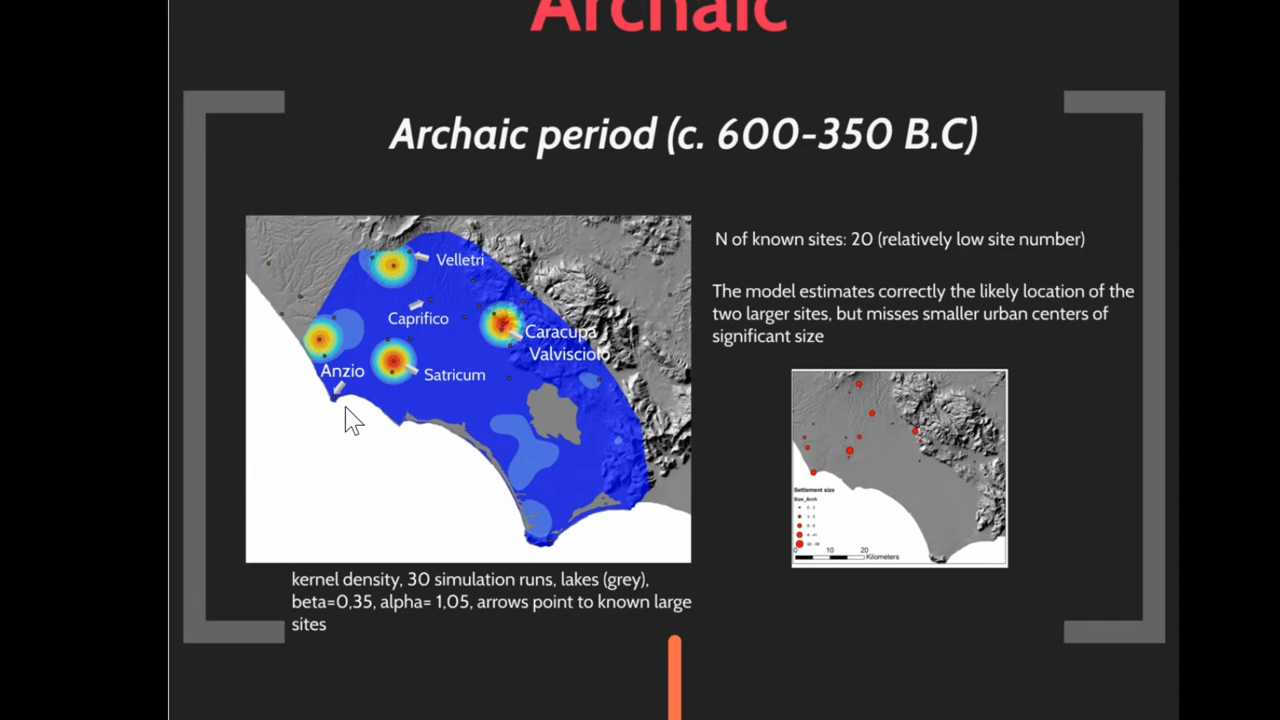 Archaic
Archaic period (c. 600-350 B.C)
Velletri
Caprifico
Caracupa
Valvisciolo
Anzio
Satricum
N of known sites: 20 (relatively low site number)
The model estimates correctly the likely location of the
two larger sites, but misses smaller urban centers of
significant size
Settlement size
Size_Arch
0 10 20
Kilometers
kernel density, 30 simulation runs, lakes (grey),
beta=0,35, alpha= 1,05, arrows point to known large
sites